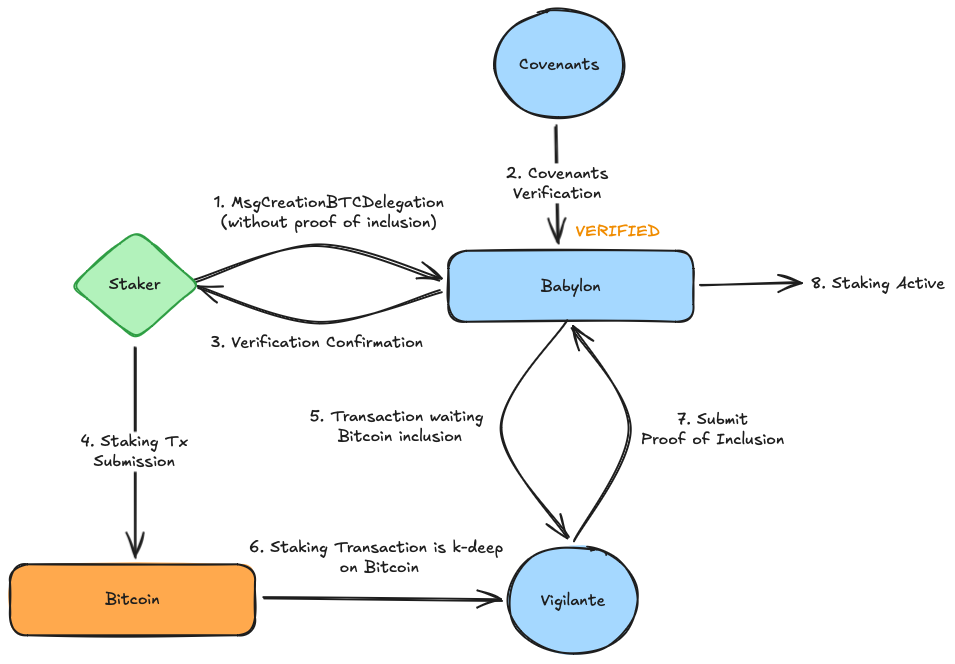 Covenants
2. Covenants
Verification
1. MsgCreationBTCDelegation
(without proof of inclusion)
VERIFIED
Staker
Babylon
8. Staking Active
3. Verification Confirmation
5. Transaction waiting
Bitcoin inclusion
7. Submit
Proof of Inclusion
4. Staking Tx
Submission
6. Staking Transaction is k-deep
on Bitcoin
Bitcoin
Vigilante